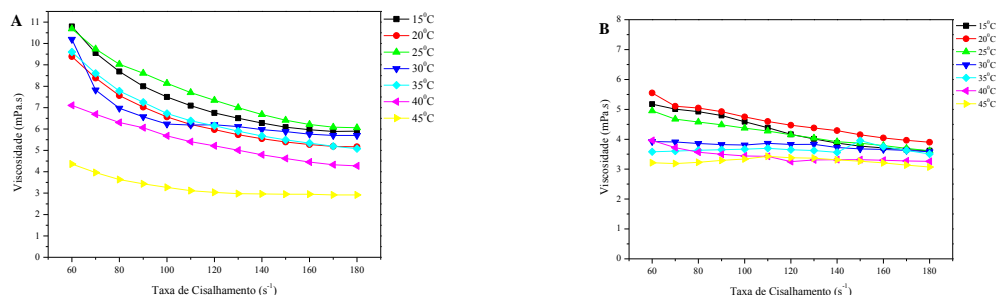 A
Viscosidade (mPa.s)
11
10
9
8
7
6
5
4
3
2
1
0
60 80 100 120 140 160 180
Taxa de Cisalhamento (s⁻¹)
15⁰C
20⁰C
25⁰C
30⁰C
35⁰C
40⁰C
45⁰C
B
Viscosidade (mPa.s)
8
7
6
5
4
3
2
1
0
60 80 100 120 140 160 180
Taxa de Cisalhamento (s⁻¹)
15⁰C
20⁰C
25⁰C
30⁰C
35⁰C
40⁰C
45⁰C